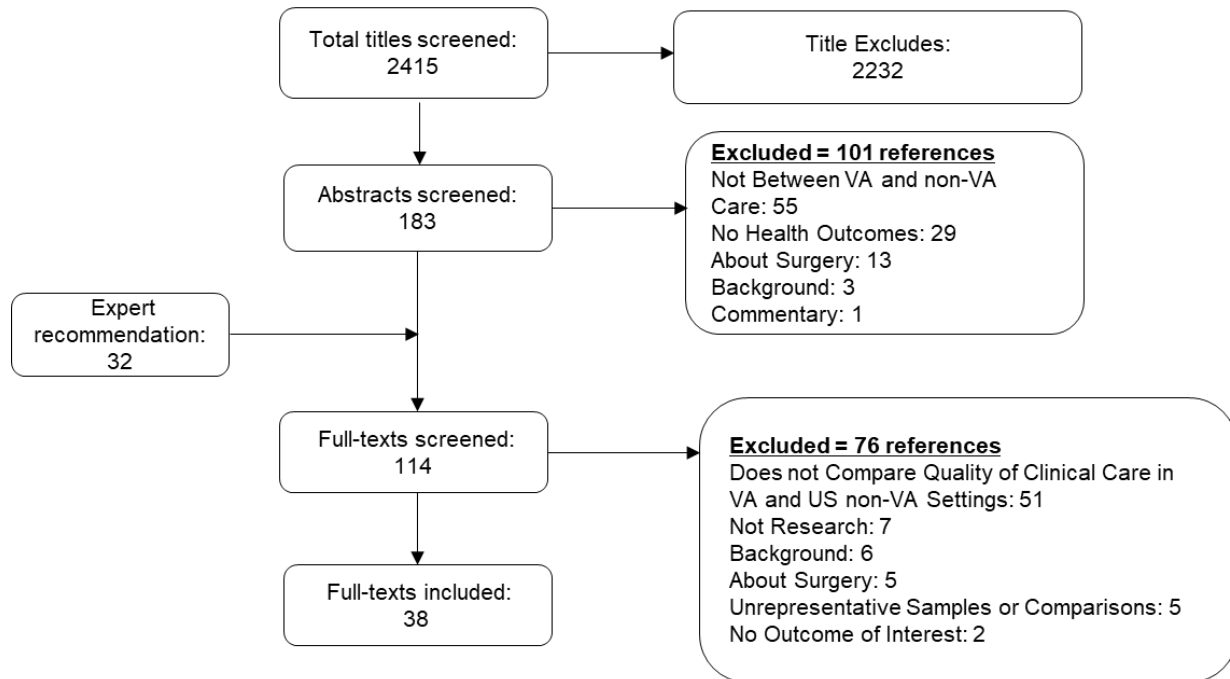 Total titles screened:
2415
Title Excludes:
2232
Abstracts screened:
183
Excluded = 101 references
Not Between VA and non-VA
Care: 55
No Health Outcomes: 29
About Surgery: 13
Background: 3
Commentary: 1
Expert
recommendation:
32
Full-texts screened:
114
Excluded = 76 references
Does not Compare Quality of Clinical Care in
VA and US non-VA Settings: 51
Not Research: 7
Background: 6
About Surgery: 5
Unrepresentative Samples or Comparisons: 5
No Outcome of Interest: 2
Full-texts included:
38